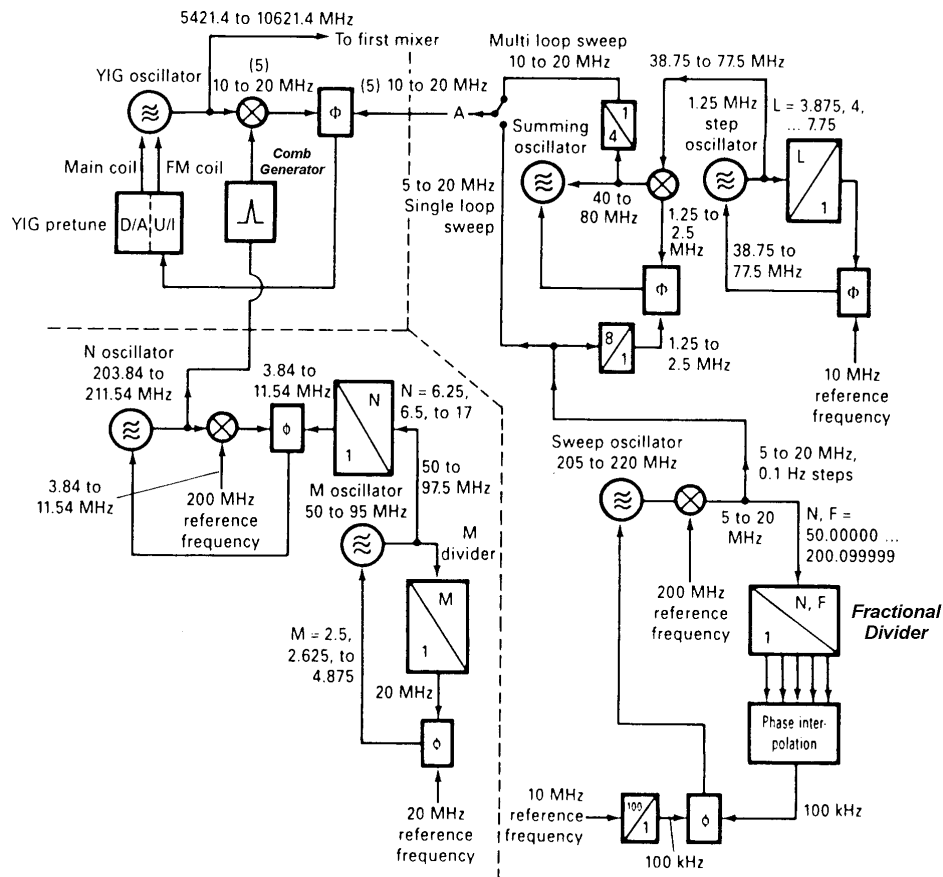 5421.4 to 10621.4 MHz
To first mixer
YIG oscillator
(5)
10 to 20 MHz
Φ
(5) 10 to 20 MHz
A
Main coil
FM coil
Comb
Generator
YIG pretune
D/A
U/I
Multi loop sweep
10 to 20 MHz
1
4
Summing
oscillator
40 to
80 MHz
38.75 to 77.5 MHz
1.25 MHz
step
oscillator
L = 3.875, 4,
... 7.75
L
1
5 to 20 MHz
Single loop
sweep
1.25 to
2.5
MHz
38.75 to
77.5 MHz
Φ
Φ
8
1
1.25 to
2.5 MHz
10 MHz
reference
frequency
N oscillator
203.84 to
211.54 MHz
3.84 to
11.54 MHz
Φ
N
1
N = 6.25,
6.5, to 17
3.84 to
11.54 MHz
200 MHz
reference
frequency
50 to
97.5 MHz
M oscillator
50 to 95 MHz
M
divider
M
1
M = 2.5,
2.625, to
4.875
20 MHz
Φ
20 MHz
reference
frequency
Sweep oscillator
205 to 220 MHz
5 to 20 MHz,
0.1 Hz steps
5 to 20
MHz
N, F =
50.00000 ...
200.099999
200 MHz
reference
frequency
N, F
1
Fractional
Divider
Phase inter-
polation
10 MHz
reference
frequency
100
1
100 kHz
Φ
100 kHz